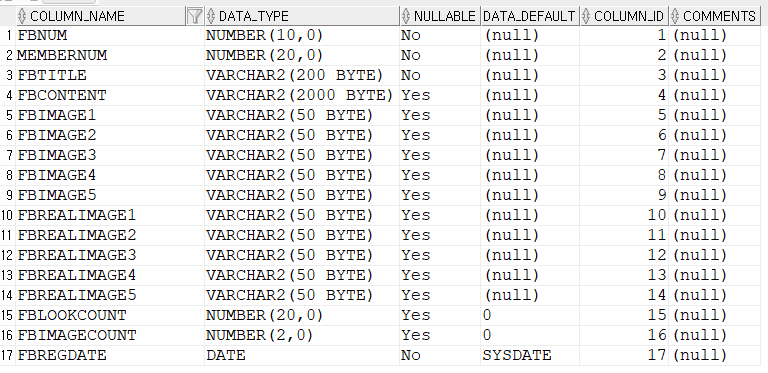 COLUMN_NAME DATA_TYPE NULLABLE DATA_DEFAULT COLUMN_ID COMMENTS
1 FBNUM NUMBER(10,0) No (null) 1 (null)
2 MEMBERNUM NUMBER(20,0) No (null) 2 (null)
3 FBTITLE VARCHAR2(200 BYTE) No (null) 3 (null)
4 FBCONTENT VARCHAR2(2000 BYTE) Yes (null) 4 (null)
5 FBIMAGE1 VARCHAR2(50 BYTE) Yes (null) 5 (null)
6 FBIMAGE2 VARCHAR2(50 BYTE) Yes (null) 6 (null)
7 FBIMAGE3 VARCHAR2(50 BYTE) Yes (null) 7 (null)
8 FBIMAGE4 VARCHAR2(50 BYTE) Yes (null) 8 (null)
9 FBIMAGE5 VARCHAR2(50 BYTE) Yes (null) 9 (null)
10 FBREALIMAGE1 VARCHAR2(50 BYTE) Yes (null) 10 (null)
11 FBREALIMAGE2 VARCHAR2(50 BYTE) Yes (null) 11 (null)
12 FBREALIMAGE3 VARCHAR2(50 BYTE) Yes (null) 12 (null)
13 FBREALIMAGE4 VARCHAR2(50 BYTE) Yes (null) 13 (null)
14 FBREALIMAGE5 VARCHAR2(50 BYTE) Yes (null) 14 (null)
15 FBLOOKCOUNT NUMBER(20,0) Yes 0 15 (null)
16 FBIMAGECOUNT NUMBER(2,0) Yes 0 16 (null)
17 FBREGDATE DATE No SYSDATE 17 (null)